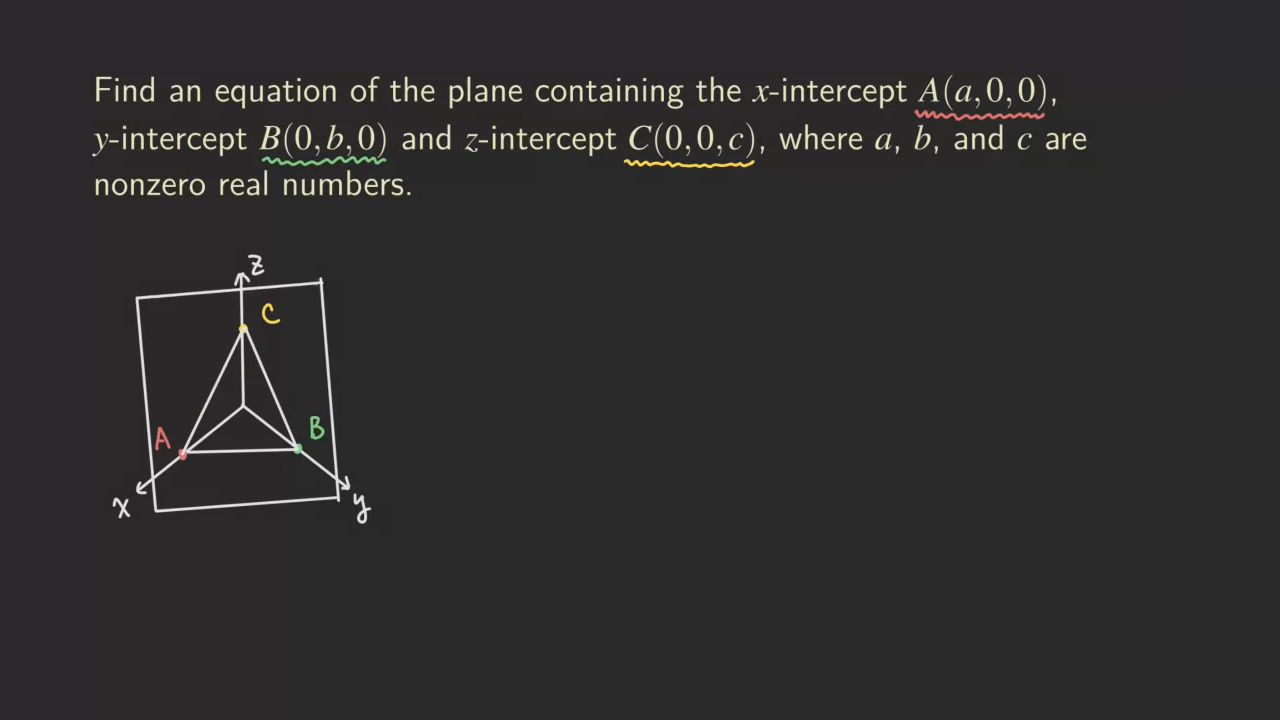 Find an equation of the plane containing the x-intercept A(a,0,0),
y-intercept B(0,b,0) and z-intercept C(0,0,c), where a, b, and c are
nonzero real numbers.
z
C
A
B
x
y